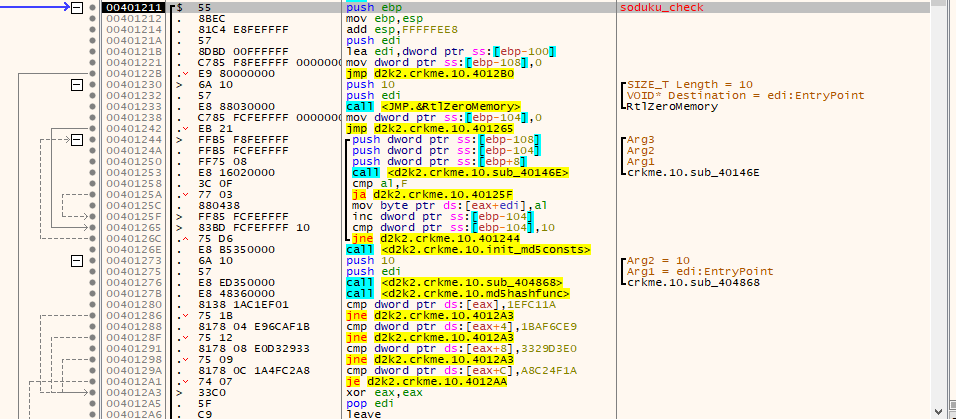 00401211 $ 55 push ebp soduku_check
00401212 . 8BEC mov ebp,esp
00401214 . 81C4 E8FEFFFF add esp,FFFFFEE8
0040121A . 57 push edi
0040121B . 8DBD 00FFFFFF lea edi,dword ptr ss:[ebp-100]
00401221 . C785 F8FEFFFF 0000000 mov dword ptr ss:[ebp-108],0
0040122B . E9 80000000 jmp d2k2.crkme.10.4012B0
00401230 > 6A 10 push 10 SIZE_T Length = 10
00401232 . 57 push edi VOID* Destination = edi:EntryPoint
00401233 . E8 88030000 call <JMP.&RtlZeroMemory> RtlZeroMemory
00401238 . C785 FCFEFFFF 0000000 mov dword ptr ss:[ebp-104],0
00401242 . EB 21 jmp d2k2.crkme.10.401265
00401244 > FFB5 F8FEFFFF push dword ptr ss:[ebp-108] Arg3
0040124A . FFB5 FCFEFFFF push dword ptr ss:[ebp-104] Arg2
00401250 . FF75 08 push dword ptr ss:[ebp+8] Arg1
00401253 . E8 16020000 call <d2k2.crkme.10.sub_40146E> crkme.10.sub_40146E
00401258 . 3C 0F cmp al,F
0040125A . 77 03 ja d2k2.crkme.10.40125F
0040125C . 880438 mov byte ptr ds:[eax+edi],al
0040125F > FF85 FCFEFFFF inc dword ptr ss:[ebp-104]
00401265 > 83BD FCFEFFFF 10 cmp dword ptr ss:[ebp-104],10
0040126C . 75 D6 jne d2k2.crkme.10.401244
0040126E . E8 B5350000 call <d2k2.crkme.10.init_md5consts>
00401273 . 6A 10 push 10 Arg2 = 10
00401275 . 57 push edi Arg1 = edi:EntryPoint
00401276 . E8 ED350000 call <d2k2.crkme.10.sub_404868> crkme.10.sub_404868
0040127B . E8 48360000 call <d2k2.crkme.10.md5hashfunc>
00401280 . 8138 1AC1EF01 cmp dword ptr ds:[eax],1EFC11A
00401286 . 75 1B jne d2k2.crkme.10.4012A3
00401288 . 8178 04 E96CAF1B cmp dword ptr ds:[eax+4],1BAF6CE9
0040128F . 75 12 jne d2k2.crkme.10.4012A3
00401291 . 8178 08 E0D32933 cmp dword ptr ds:[eax+8],3329D3E0
00401298 . 75 09 jne d2k2.crkme.10.4012A3
0040129A . 8178 0C 1A4FC2A8 cmp dword ptr ds:[eax+C],A8C24F1A
004012A1 . 74 07 je d2k2.crkme.10.4012AA
004012A3 > 33C0 xor eax,eax
004012A5 . 5F pop edi
004012A6 . C9 leave